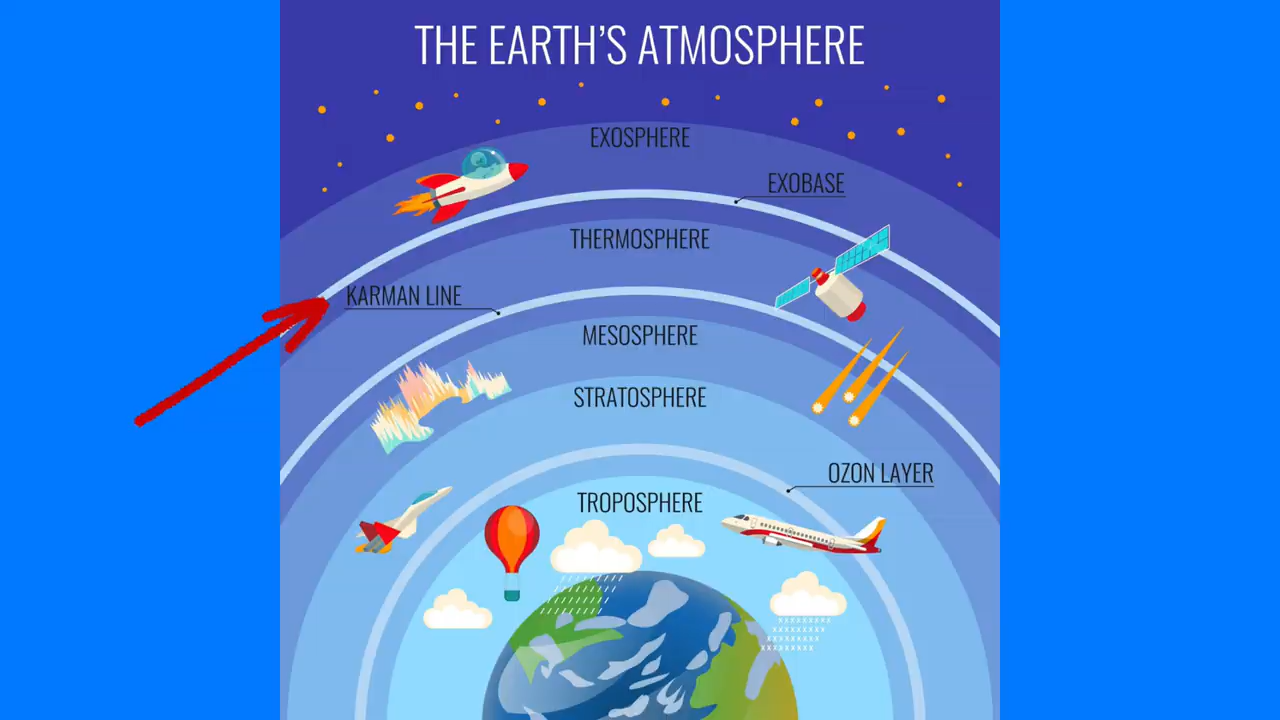 THE EARTH'S ATMOSPHERE
EXOSPHERE
EXOBASE
THERMOSPHERE
KARMAN LINE
MESOSPHERE
STRATOSPHERE
OZON LAYER
TROPOSPHERE